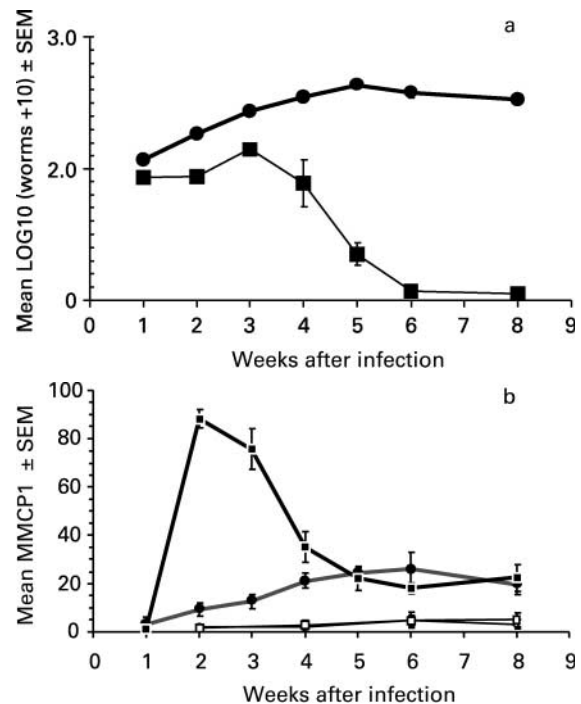 a
3.0
2.0
0
Mean LOG10 (worms +10) ± SEM
0 1 2 3 4 5 6 7 8 9
Weeks after infection
b
100
80
60
40
20
0
Mean MMCP1 ± SEM
0 1 2 3 4 5 6 7 8 9
Weeks after infection